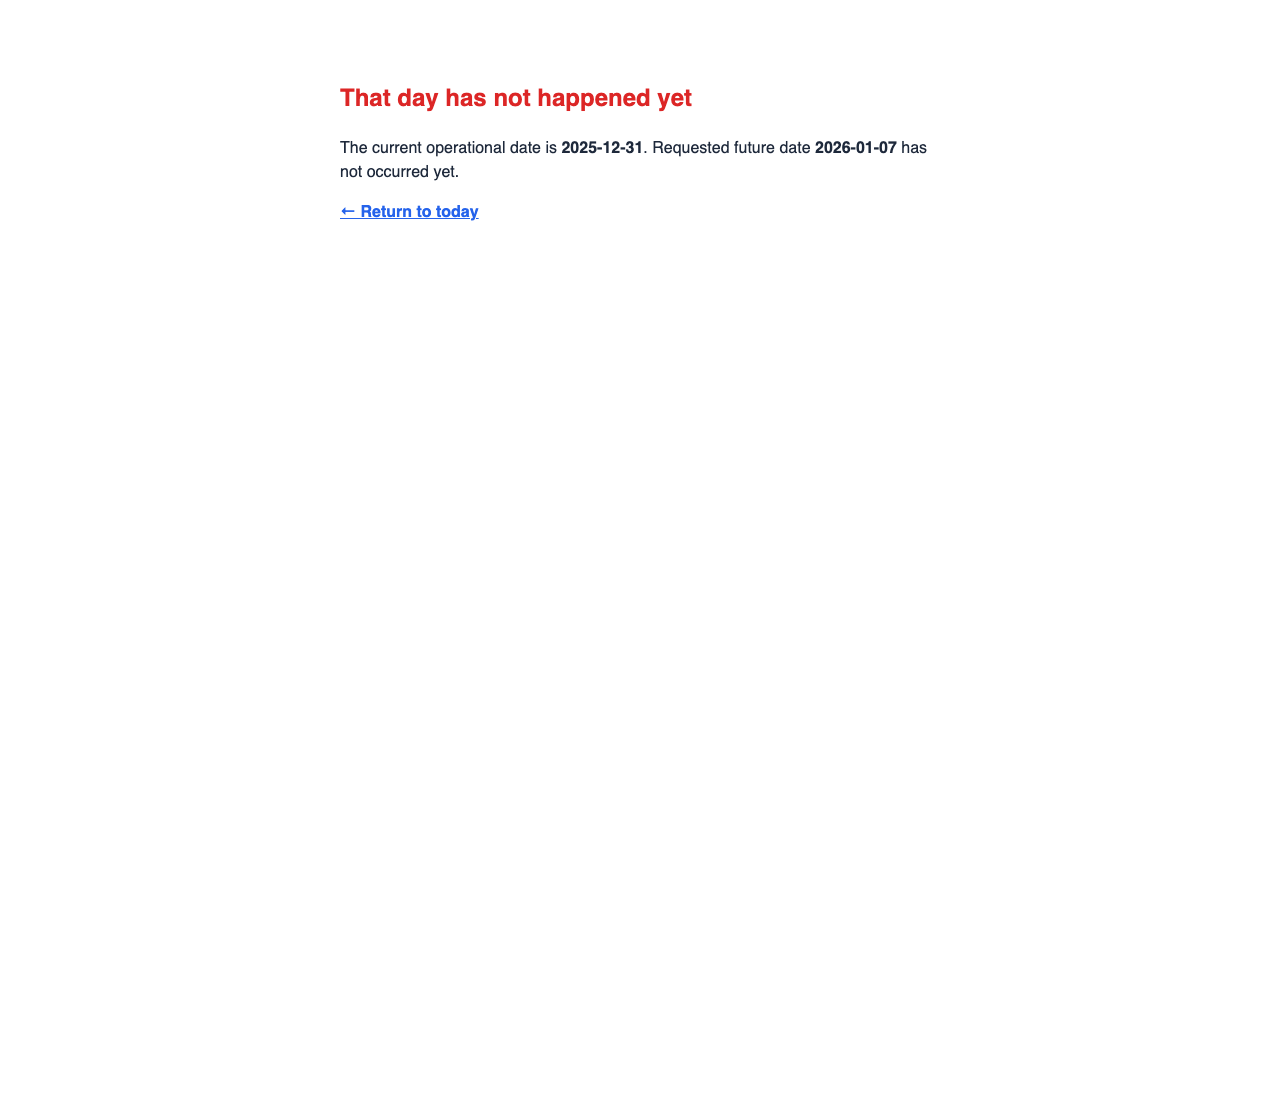 That day has not happened yet
The current operational date is 2025-12-31. Requested future date 2026-01-07 has
not occurred yet.
← Return to today